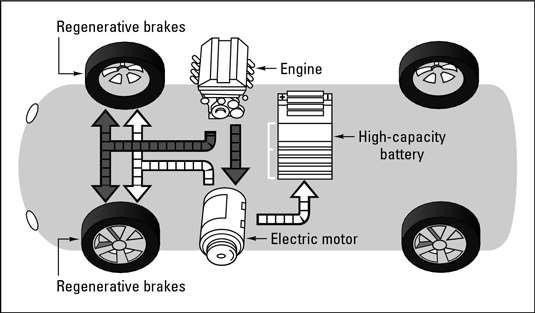 Regenerative brakes
Engine
High-capacity
battery
Electric motor
Regenerative brakes